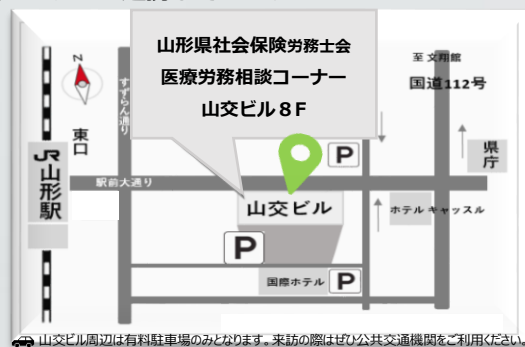 山形県社会保険労務士会
医療労務相談コーナー
山交ビル8F
至 文翔館
国道112号
N
すずらん通り
東口
P
県庁
JR山形駅
駅前大通り
山交ビル
ホテル キャッスル
P
国際ホテル P
山交ビル周辺は有料駐車場のみとなります。来訪の際はぜひ公共交通機関をご利用ください。